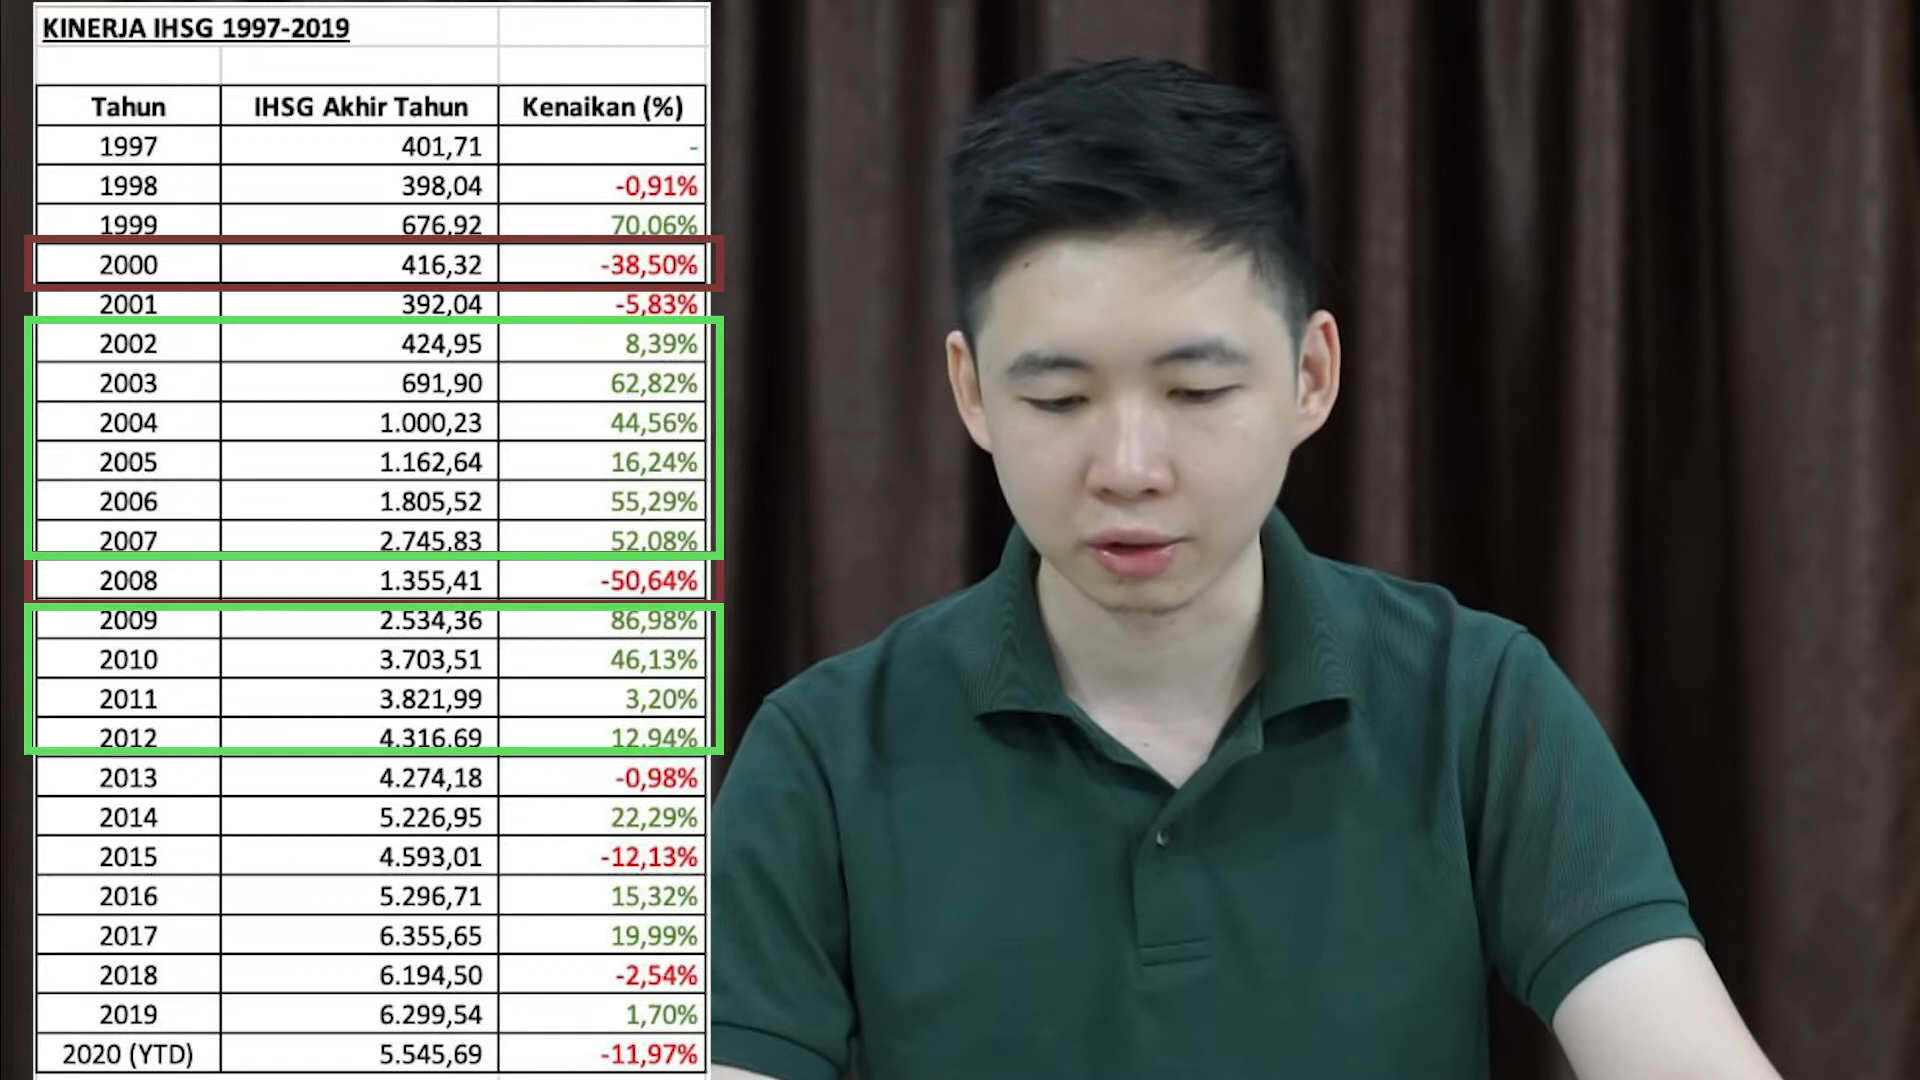 KINERJA IHSG 1997-2019
Tahun IHSG Akhir Tahun Kenaikan (%)
1997 401,71 -
1998 398,04 -0,91%
1999 676,92 70,06%
2000 416,32 -38,50%
2001 392,04 -5,83%
2002 424,95 8,39%
2003 691,90 62,82%
2004 1.000,23 44,56%
2005 1.162,64 16,24%
2006 1.805,52 55,29%
2007 2.745,83 52,08%
2008 1.355,41 -50,64%
2009 2.534,36 86,98%
2010 3.703,51 46,13%
2011 3.821,99 3,20%
2012 4.316,69 12,94%
2013 4.274,18 -0,98%
2014 5.226,95 22,29%
2015 4.593,01 -12,13%
2016 5.296,71 15,32%
2017 6.355,65 19,99%
2018 6.194,50 -2,54%
2019 6.299,54 1,70%
2020 (YTD) 5.545,69 -11,97%